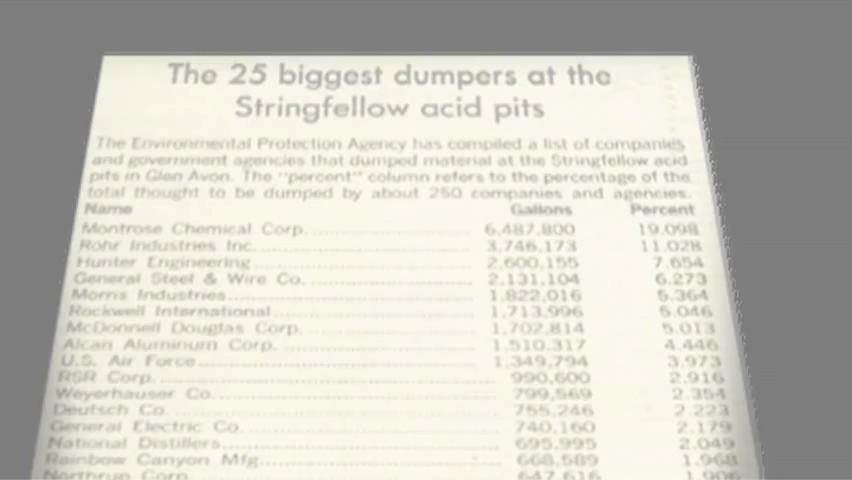 The 25 biggest dumpers at the
Stringfellow acid pits
The Environmental Protection Agency has compiled a list of companies
and government agencies that dumped material at the Stringfellow acid
pits in Glen Avon. The "percent" column refers to the percentage of the
total thought to be dumped by about 250 companies and agencies.
Name Gallons Percent
Montrose Chemical Corp. 6,487,800 19.098
Rohr Industries Inc. 3,746,173 11.028
Hunter Engineering 2,600,155 7.654
General Steel & Wire Co. 2,131,104 6.273
Morris Industries 1,822,016 5.364
Rockwell International 1,713,996 5.046
McDonnell Douglas Corp. 1,702,814 5.013
Alcan Aluminum Corp. 1,510,317 4.446
U.S. Air Force 1,349,794 3.973
RSR Corp. 990,600 2.916
Weyerhauser Co. 799,569 2.354
Deutsch Co. 755,246 2.223
General Electric Co. 740,160 2.179
National Distillers 695,995 2.049
Rainbow Canyon Mfg. 668,589 1.968
Northrup Corp. 647,616 1.906